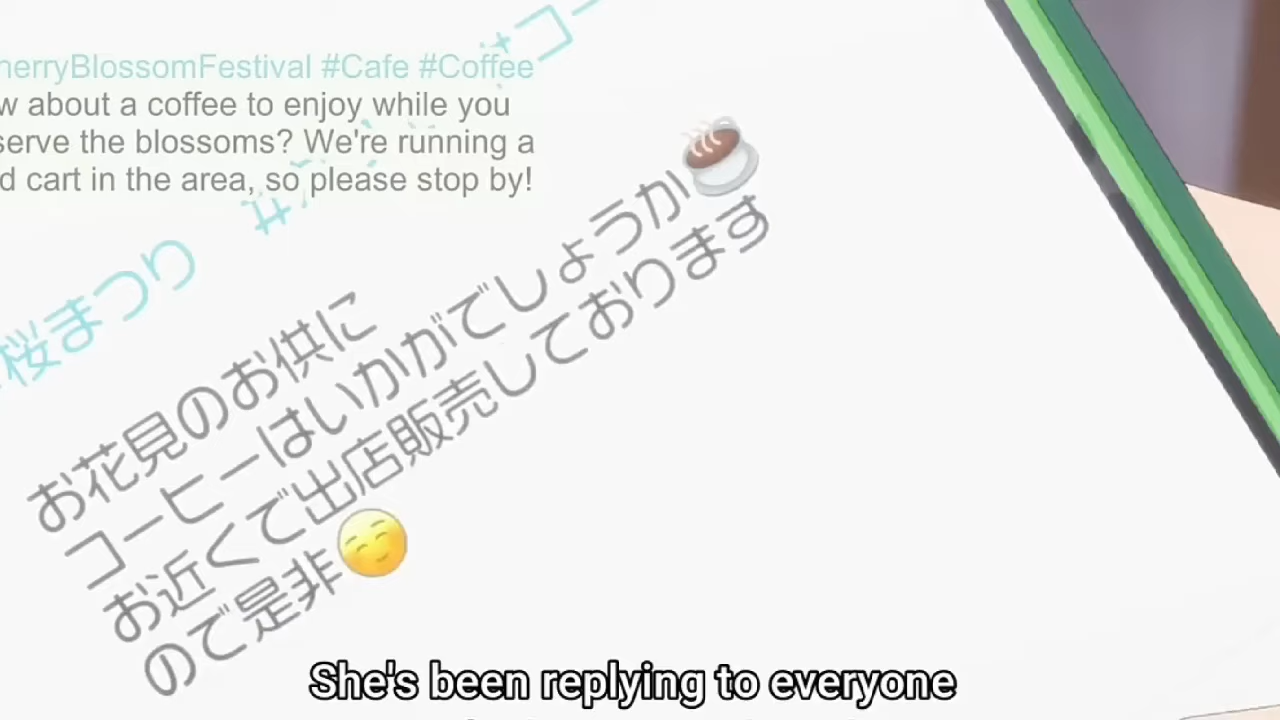 #Cafe #Coffee
about a coffee to enjoy while you
the blossoms? We're running a
cart in the area, so please stop by!
桜まつり #
お花見のお供に
コーヒーはいかがでしょうか☕
お近くで出店販売しております
ので是非😊
She's been replying to everyone